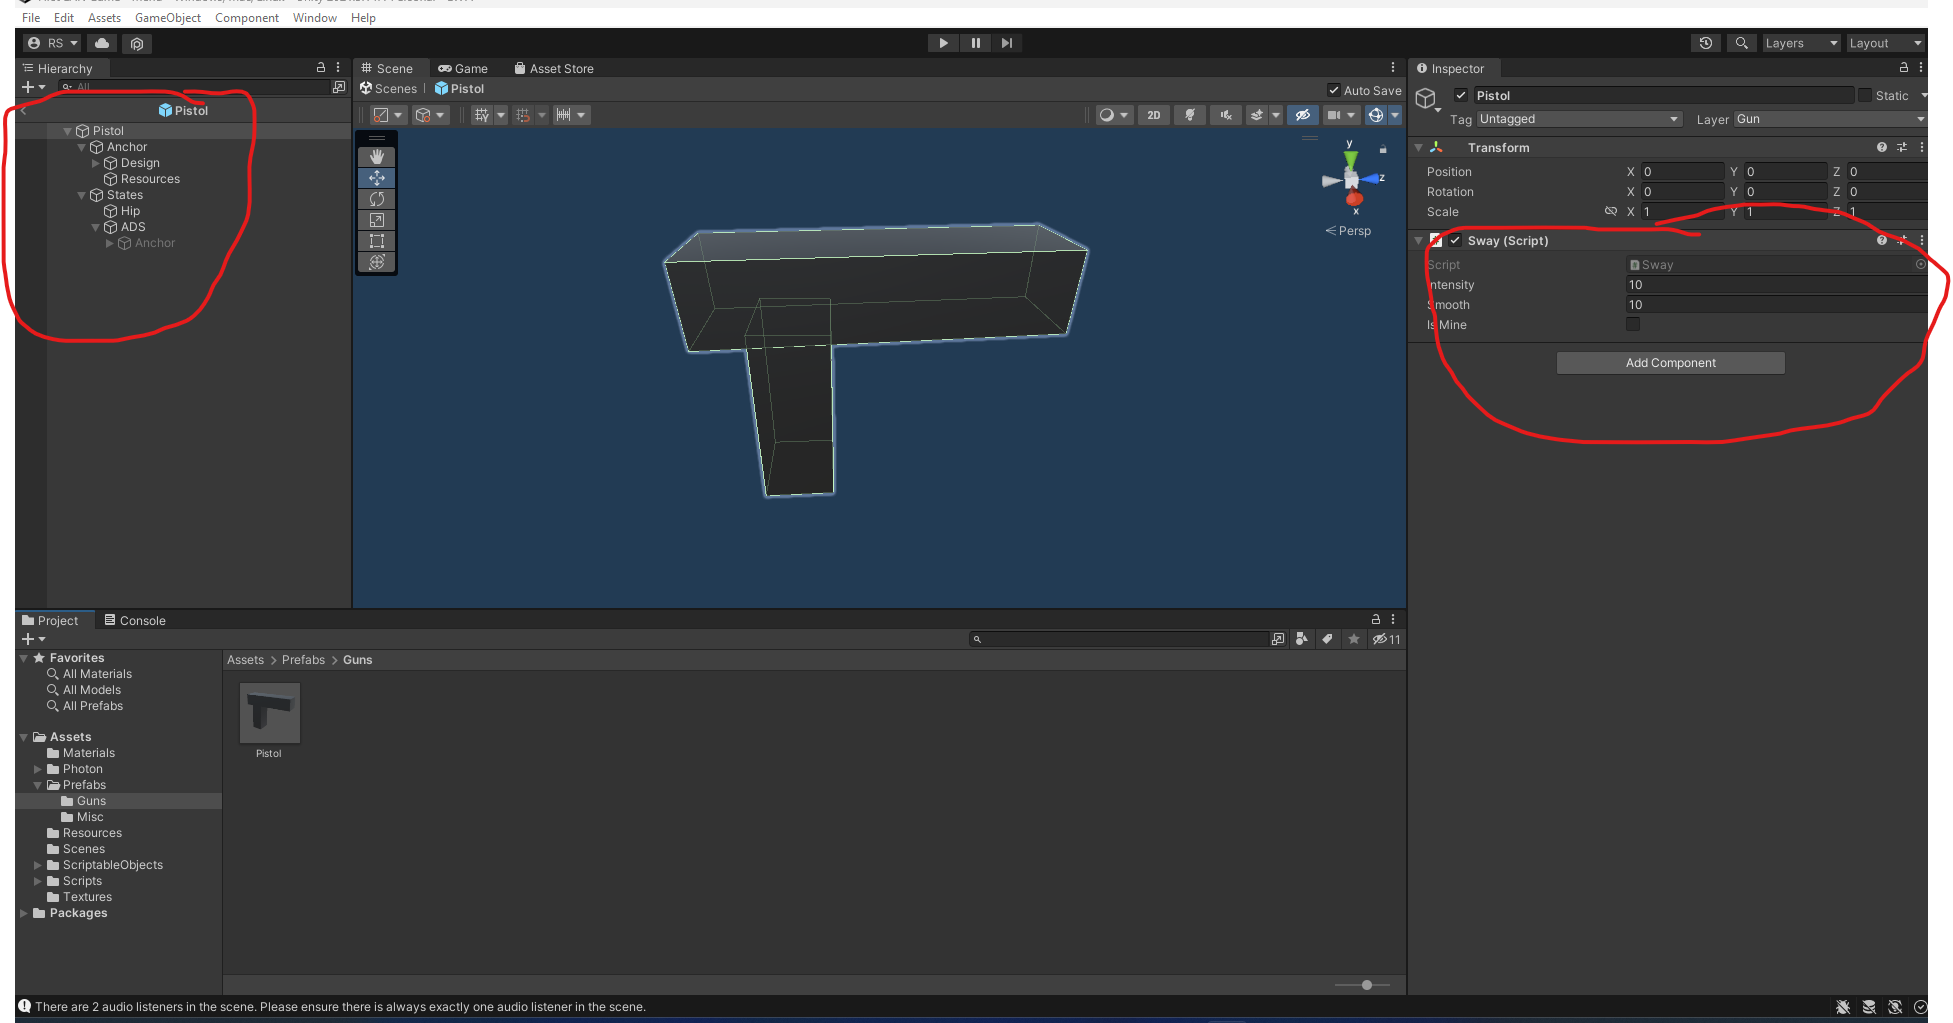 File Edit Assets GameObject Component Window Help
RS
Layers Layout
Hierarchy
All
Pistol
Pistol
Anchor
Design
Resources
States
Hip
ADS
Anchor
Scene Game Asset Store
Scenes Pistol Auto Save
2D
y
z
x
Persp
Inspector
Pistol Static
Tag Untagged Layer Gun
Transform
Position X 0 Y 0 Z 0
Rotation X 0 Y 0 Z 0
Scale X 1 Y 1 Z 1
Sway (Script)
Script Sway
Intensity 10
Smooth 10
Is Mine
Add Component
Project Console
11
Favorites
All Materials
All Models
All Prefabs
Assets
Materials
Photon
Prefabs
Guns
Misc
Resources
Scenes
ScriptableObjects
Scripts
Textures
Packages
Assets > Prefabs > Guns
Pistol
There are 2 audio listeners in the scene. Please ensure there is always exactly one audio listener in the scene.